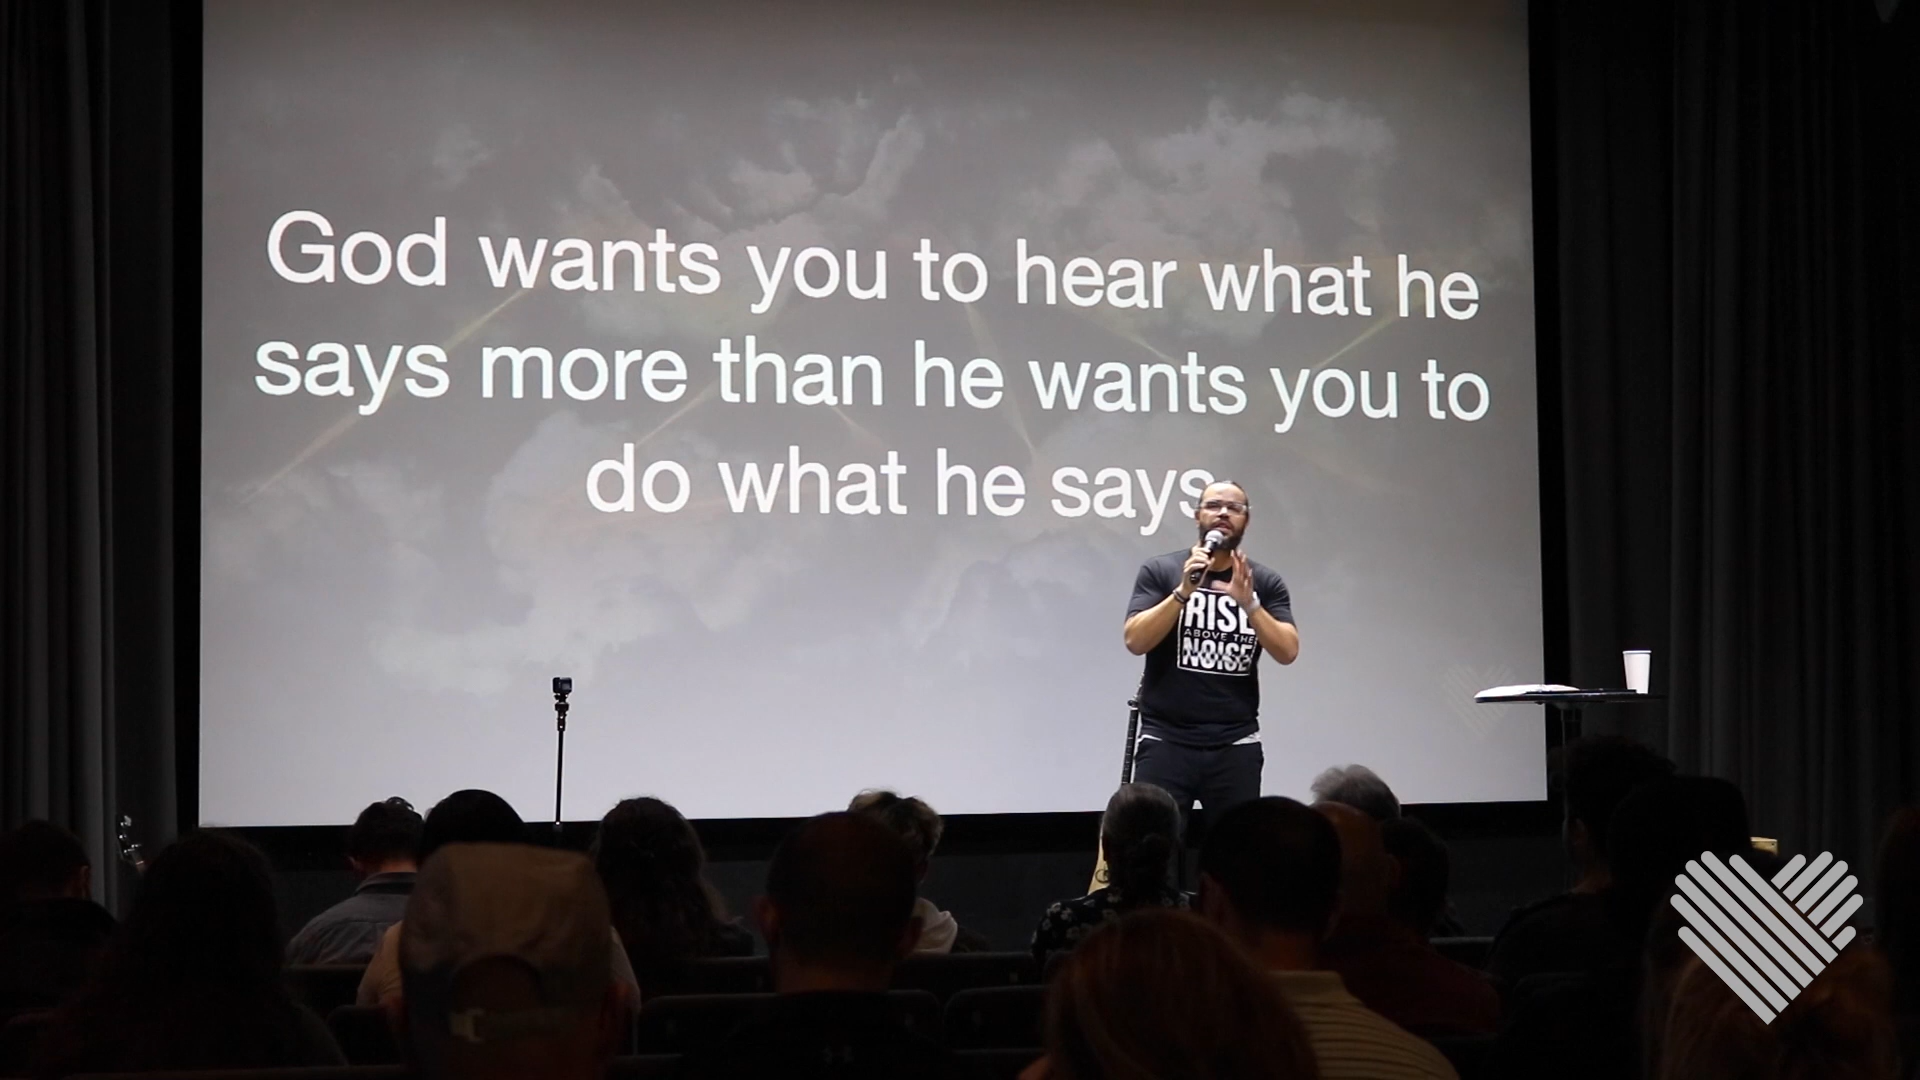 God wants you to hear what he
says more than he wants you to
do what he says
RISE
ABOVE THE
NOISE